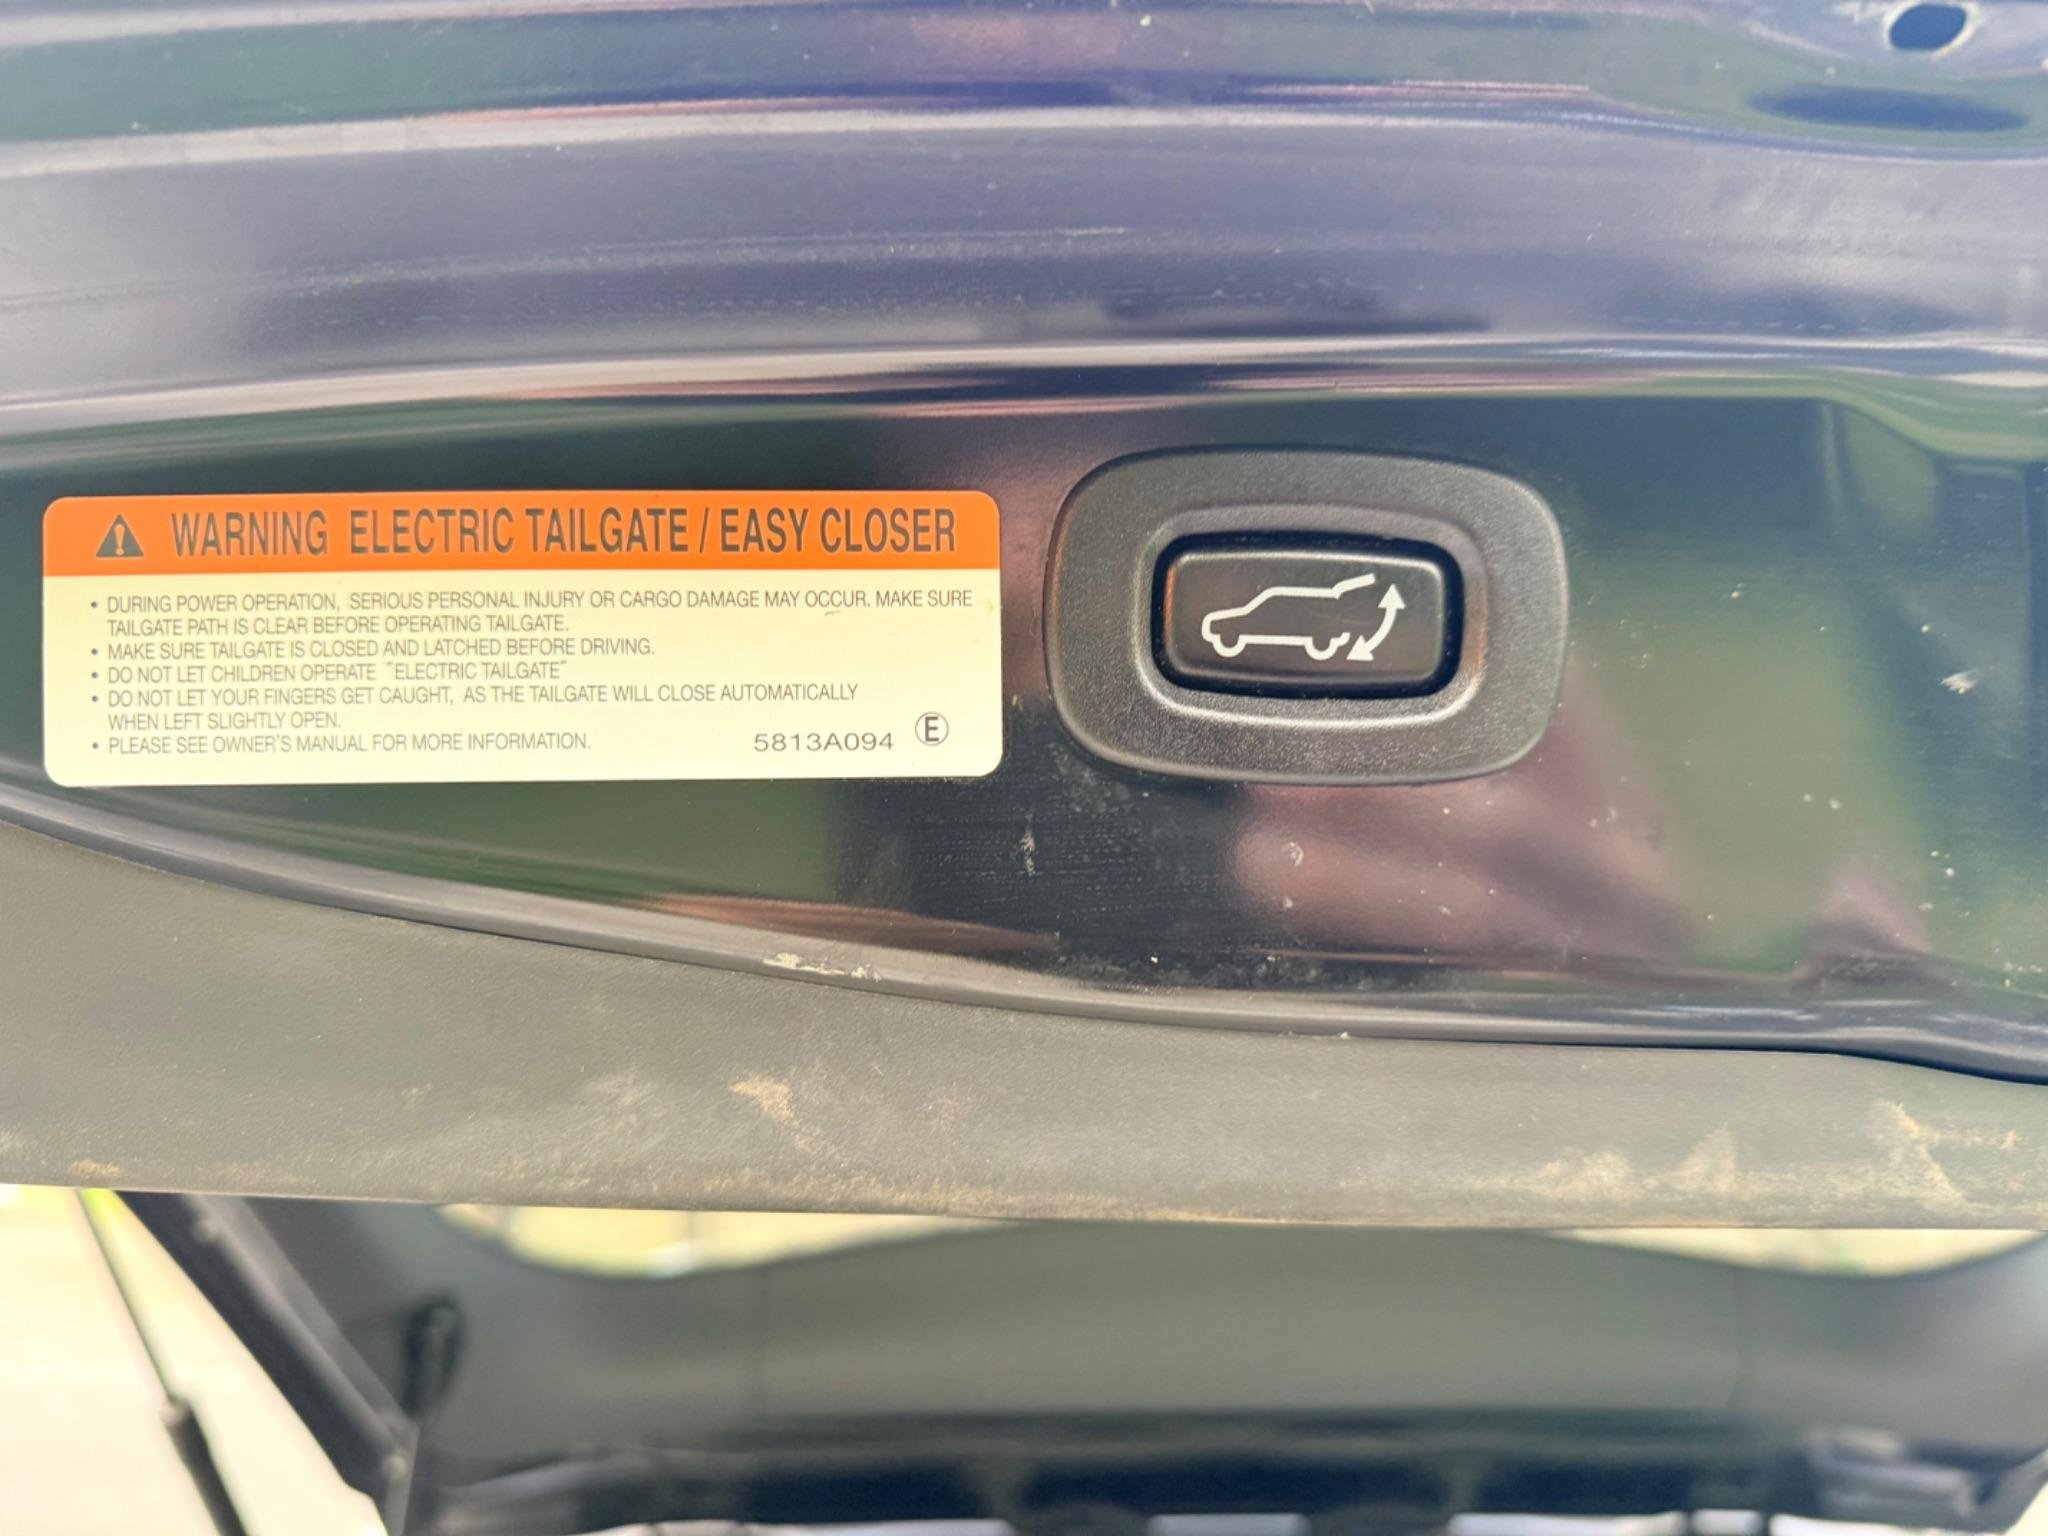 WARNING ELECTRIC TAILGATE / EASY CLOSER
• DURING POWER OPERATION, SERIOUS PERSONAL INJURY OR CARGO DAMAGE MAY OCCUR. MAKE SURE
TAILGATE PATH IS CLEAR BEFORE OPERATING TAILGATE.
• MAKE SURE TAILGATE IS CLOSED AND LATCHED BEFORE DRIVING.
• DO NOT LET CHILDREN OPERATE "ELECTRIC TAILGATE"
• DO NOT LET YOUR FINGERS GET CAUGHT, AS THE TAILGATE WILL CLOSE AUTOMATICALLY
WHEN LEFT SLIGHTLY OPEN.
• PLEASE SEE OWNER'S MANUAL FOR MORE INFORMATION. 5813A094 Ⓔ